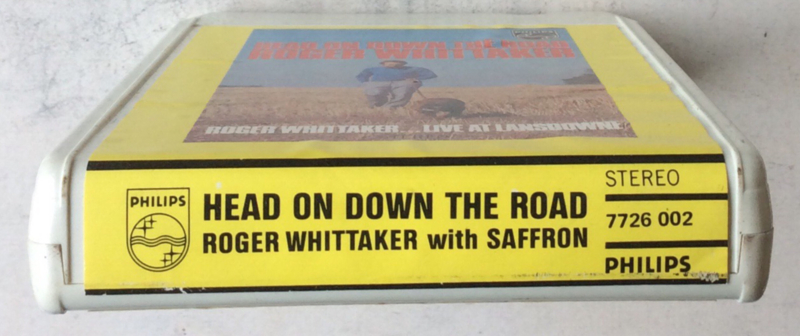 HEAD ON DOWN THE ROAD
ROGER WHITTAKER
ROGER WHITTAKER... LIVE AT LANSDOWNE
PHILIPS
HEAD ON DOWN THE ROAD
ROGER WHITTAKER with SAFFRON
STEREO
7726 002
PHILIPS